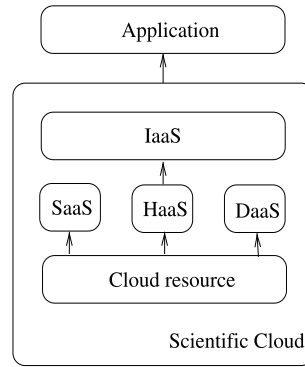 Application
IaaS
SaaS HaaS DaaS
Cloud resource
Scientific Cloud